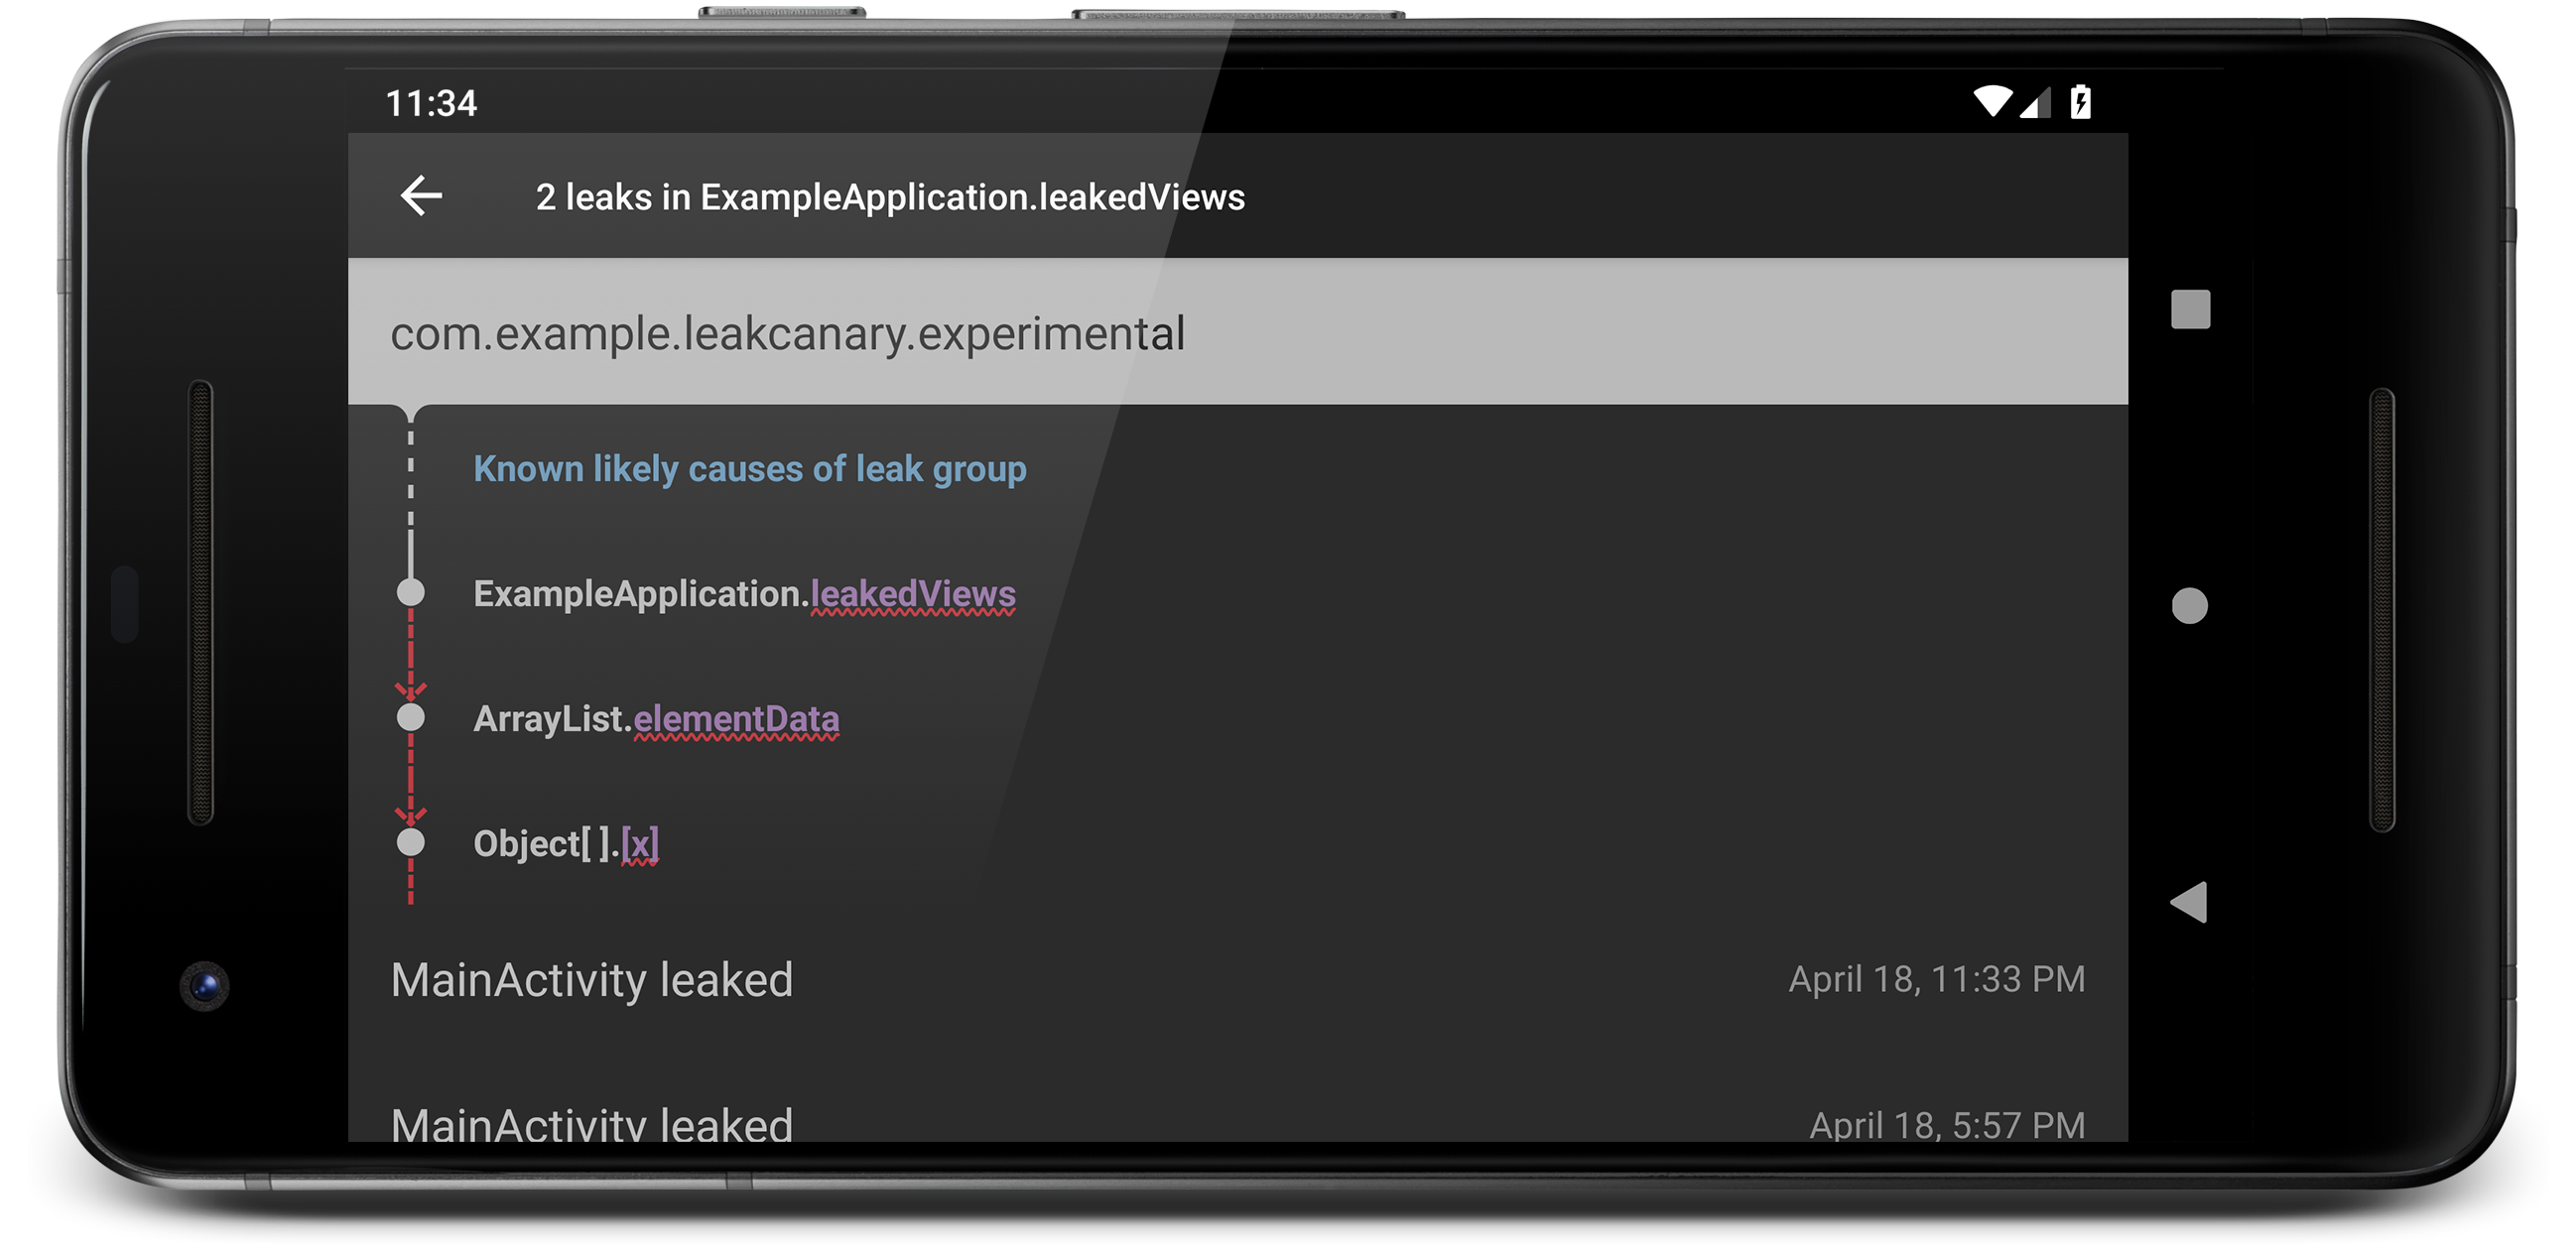 11:34
2 leaks in ExampleApplication.leakedViews
com.example.leakcanary.experimental
Known likely causes of leak group
ExampleApplication.leakedViews
ArrayList.elementData
Object[ ].[x]
MainActivity leaked April 18, 11:33 PM
MainActivity leaked April 18, 5:57 PM